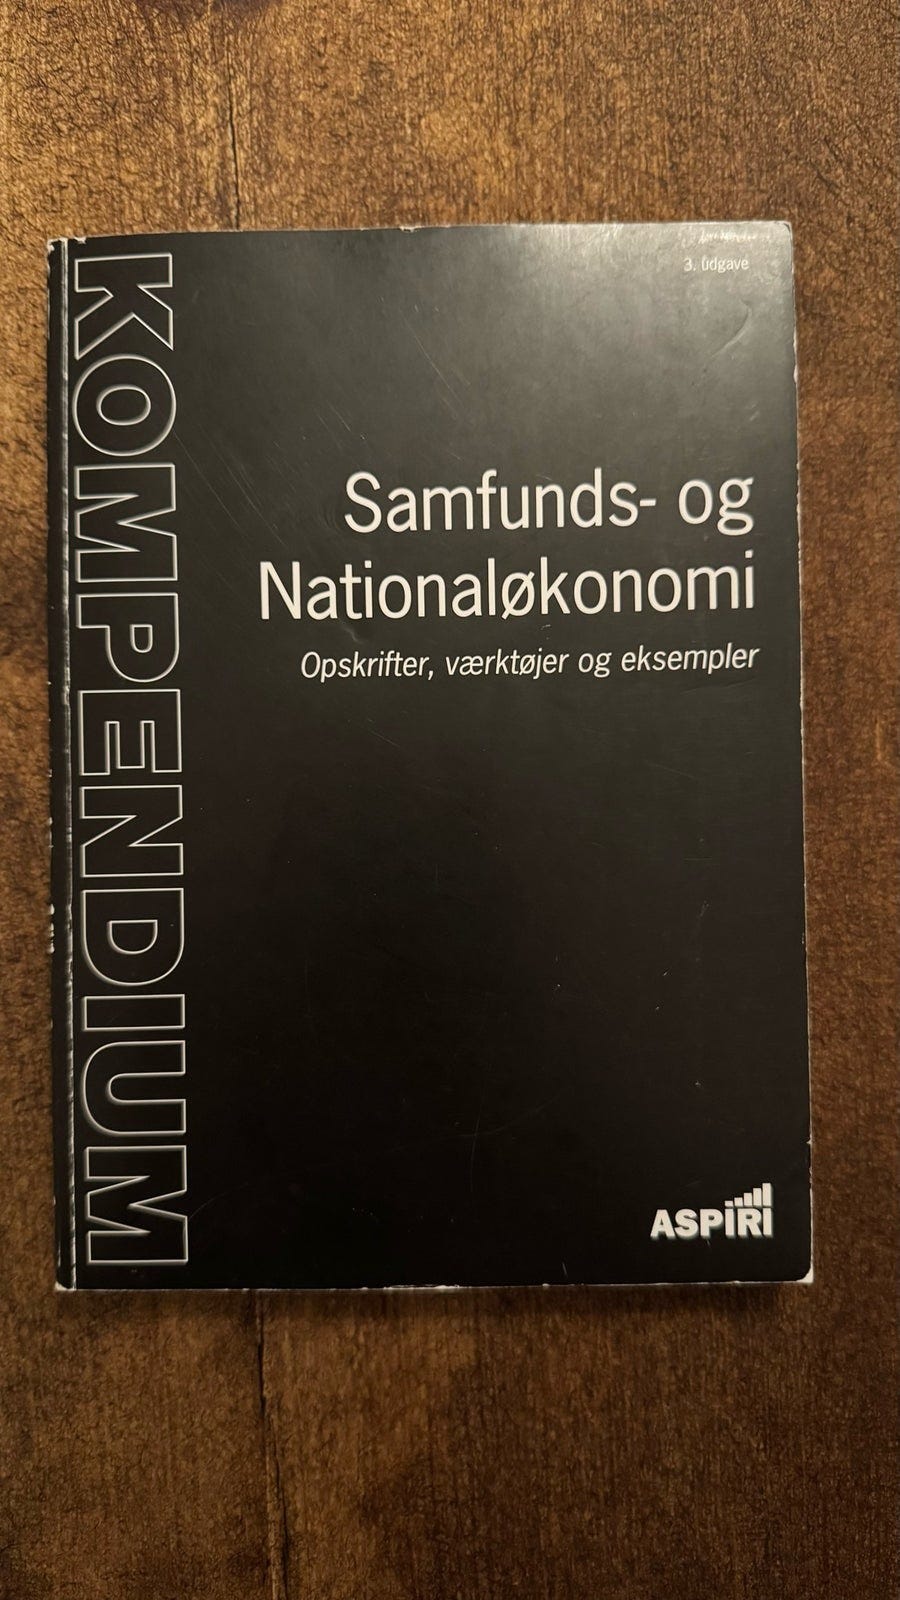 3. udgave
KOMPENDIUM
Samfunds- og
Nationaløkonomi
Opskrifter, værktøjer og eksempler
ASPIRI